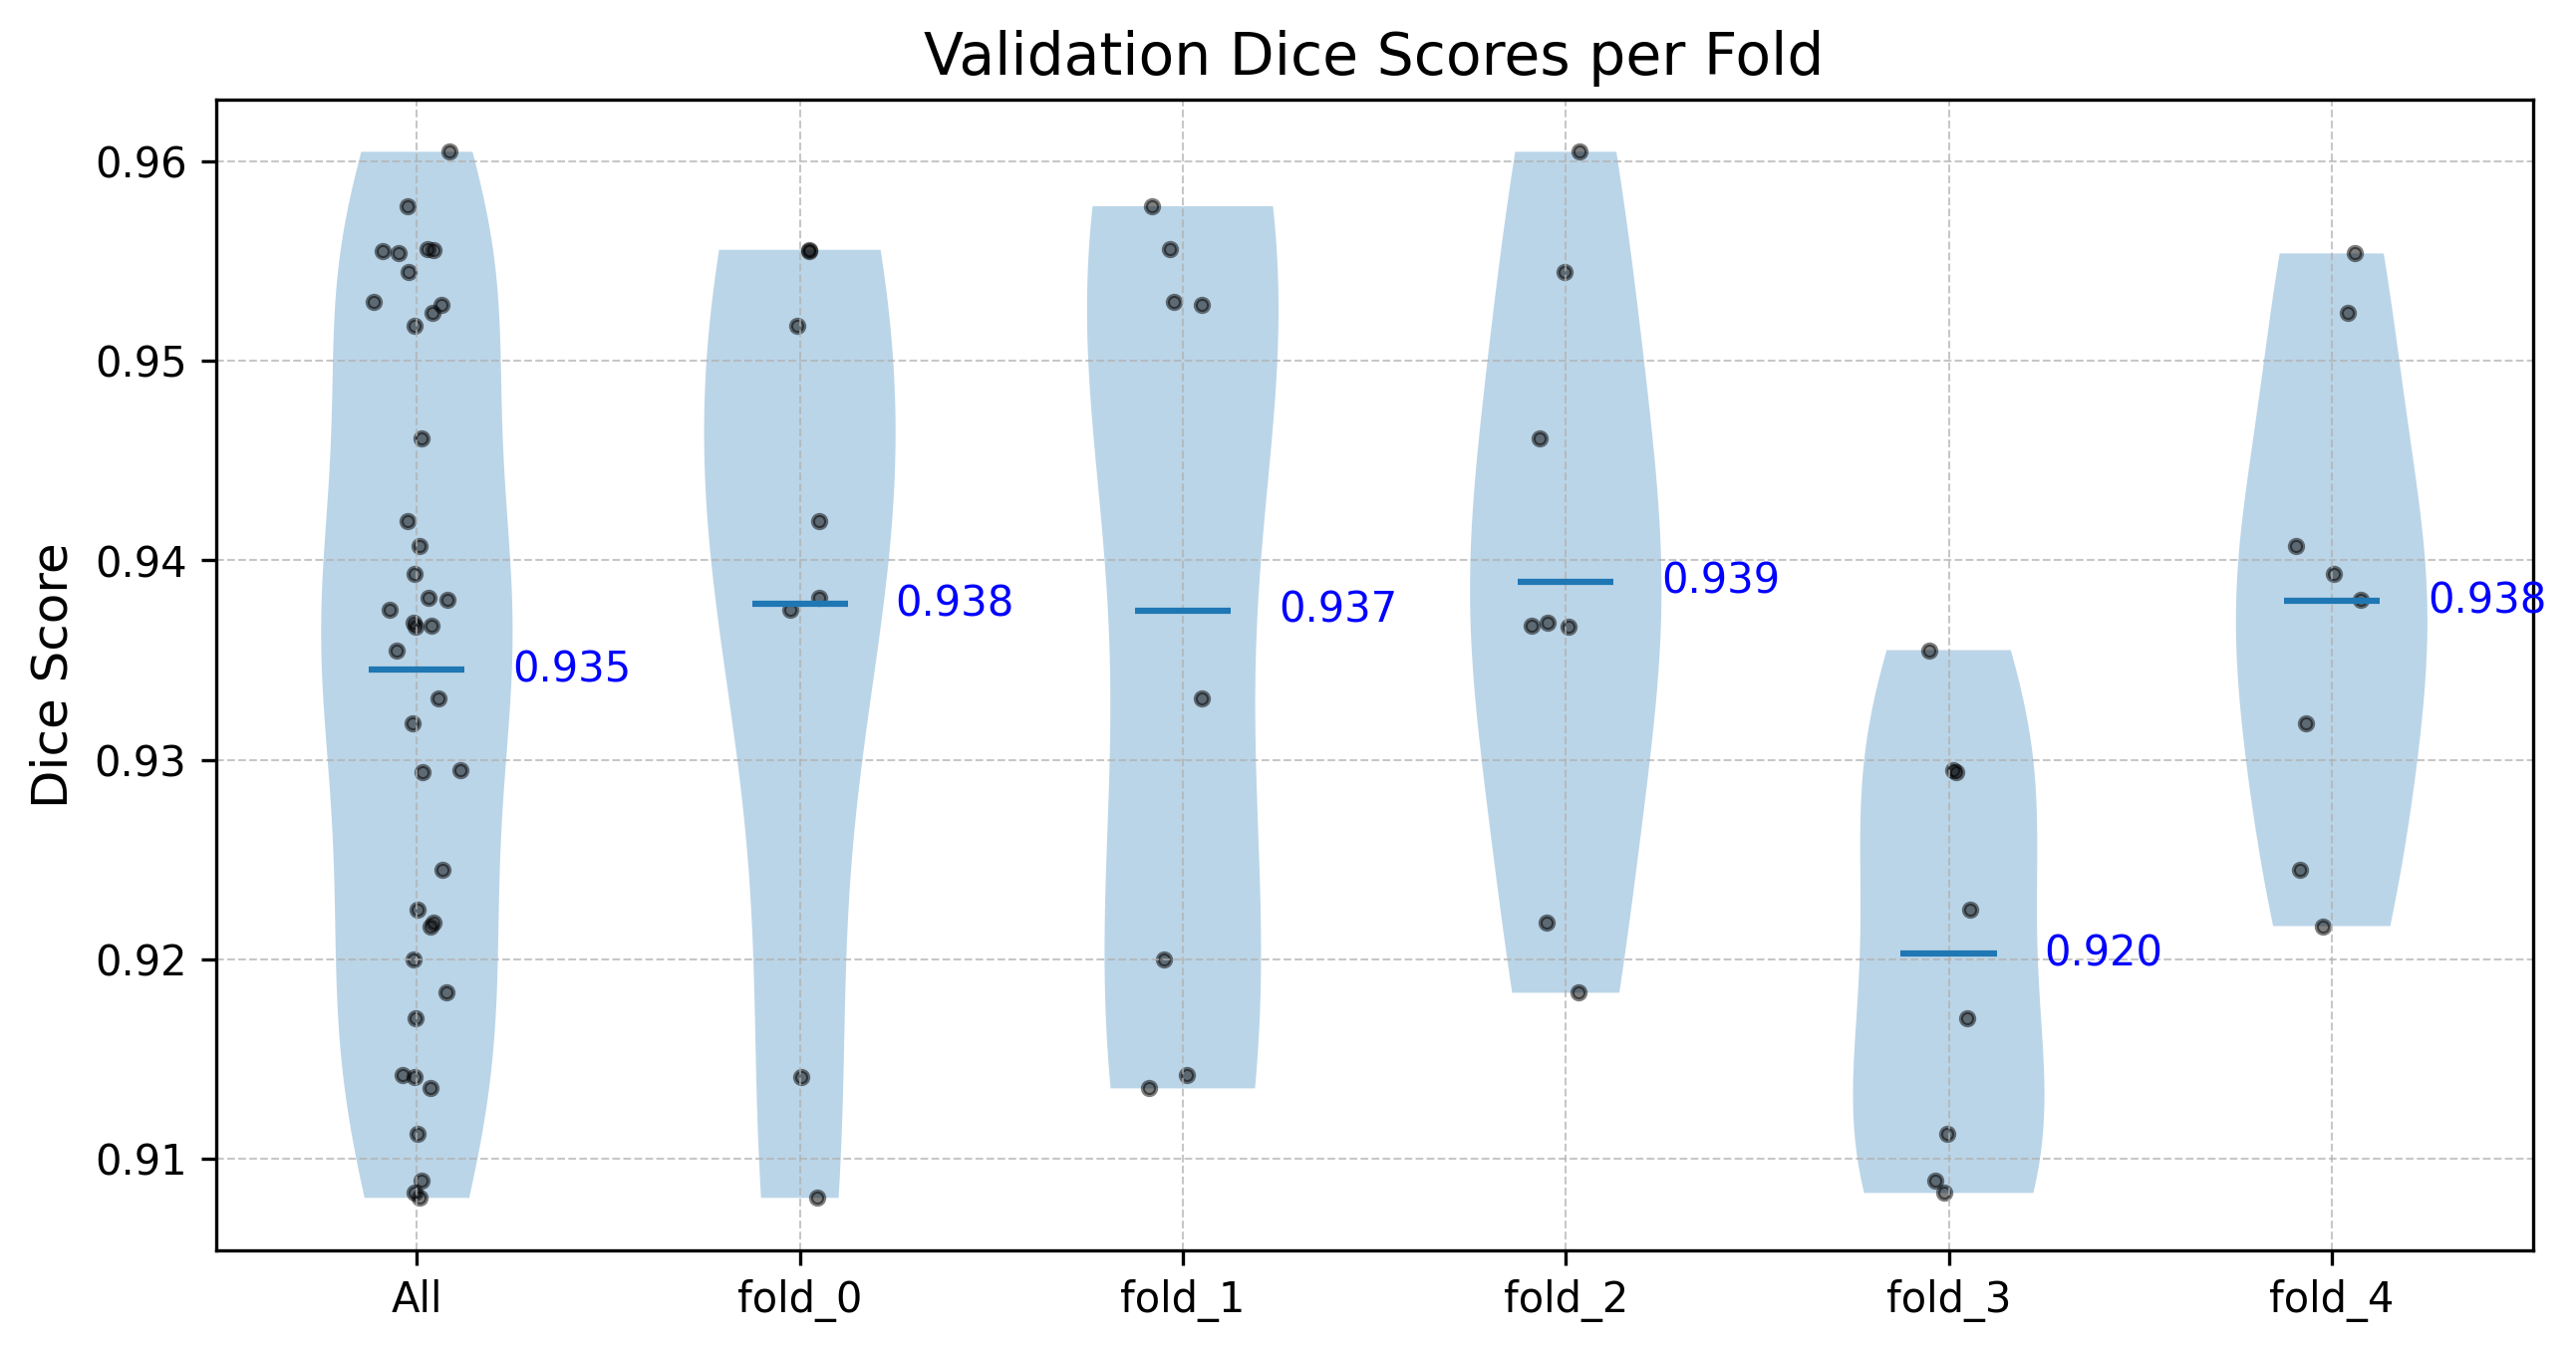 Validation Dice Scores per Fold
Dice Score
0.96
0.95
0.94
0.93
0.92
0.91
0.935
0.938
0.937
0.939
0.920
0.938
All
fold_0
fold_1
fold_2
fold_3
fold_4